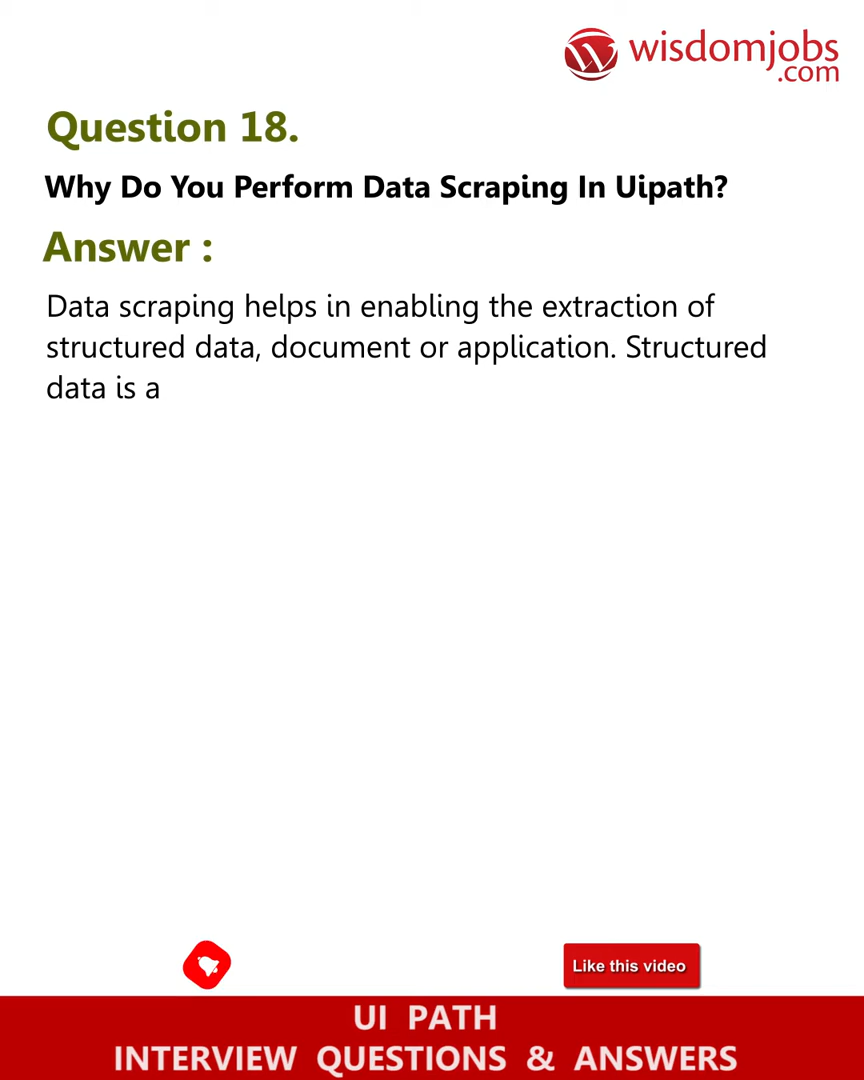 wisdomjobs
.com
Question 18.
Why Do You Perform Data Scraping In Uipath?
Answer :
Data scraping helps in enabling the extraction of
structured data, document or application. Structured
data is a
Like this video
UI PATH
INTERVIEW QUESTIONS & ANSWERS